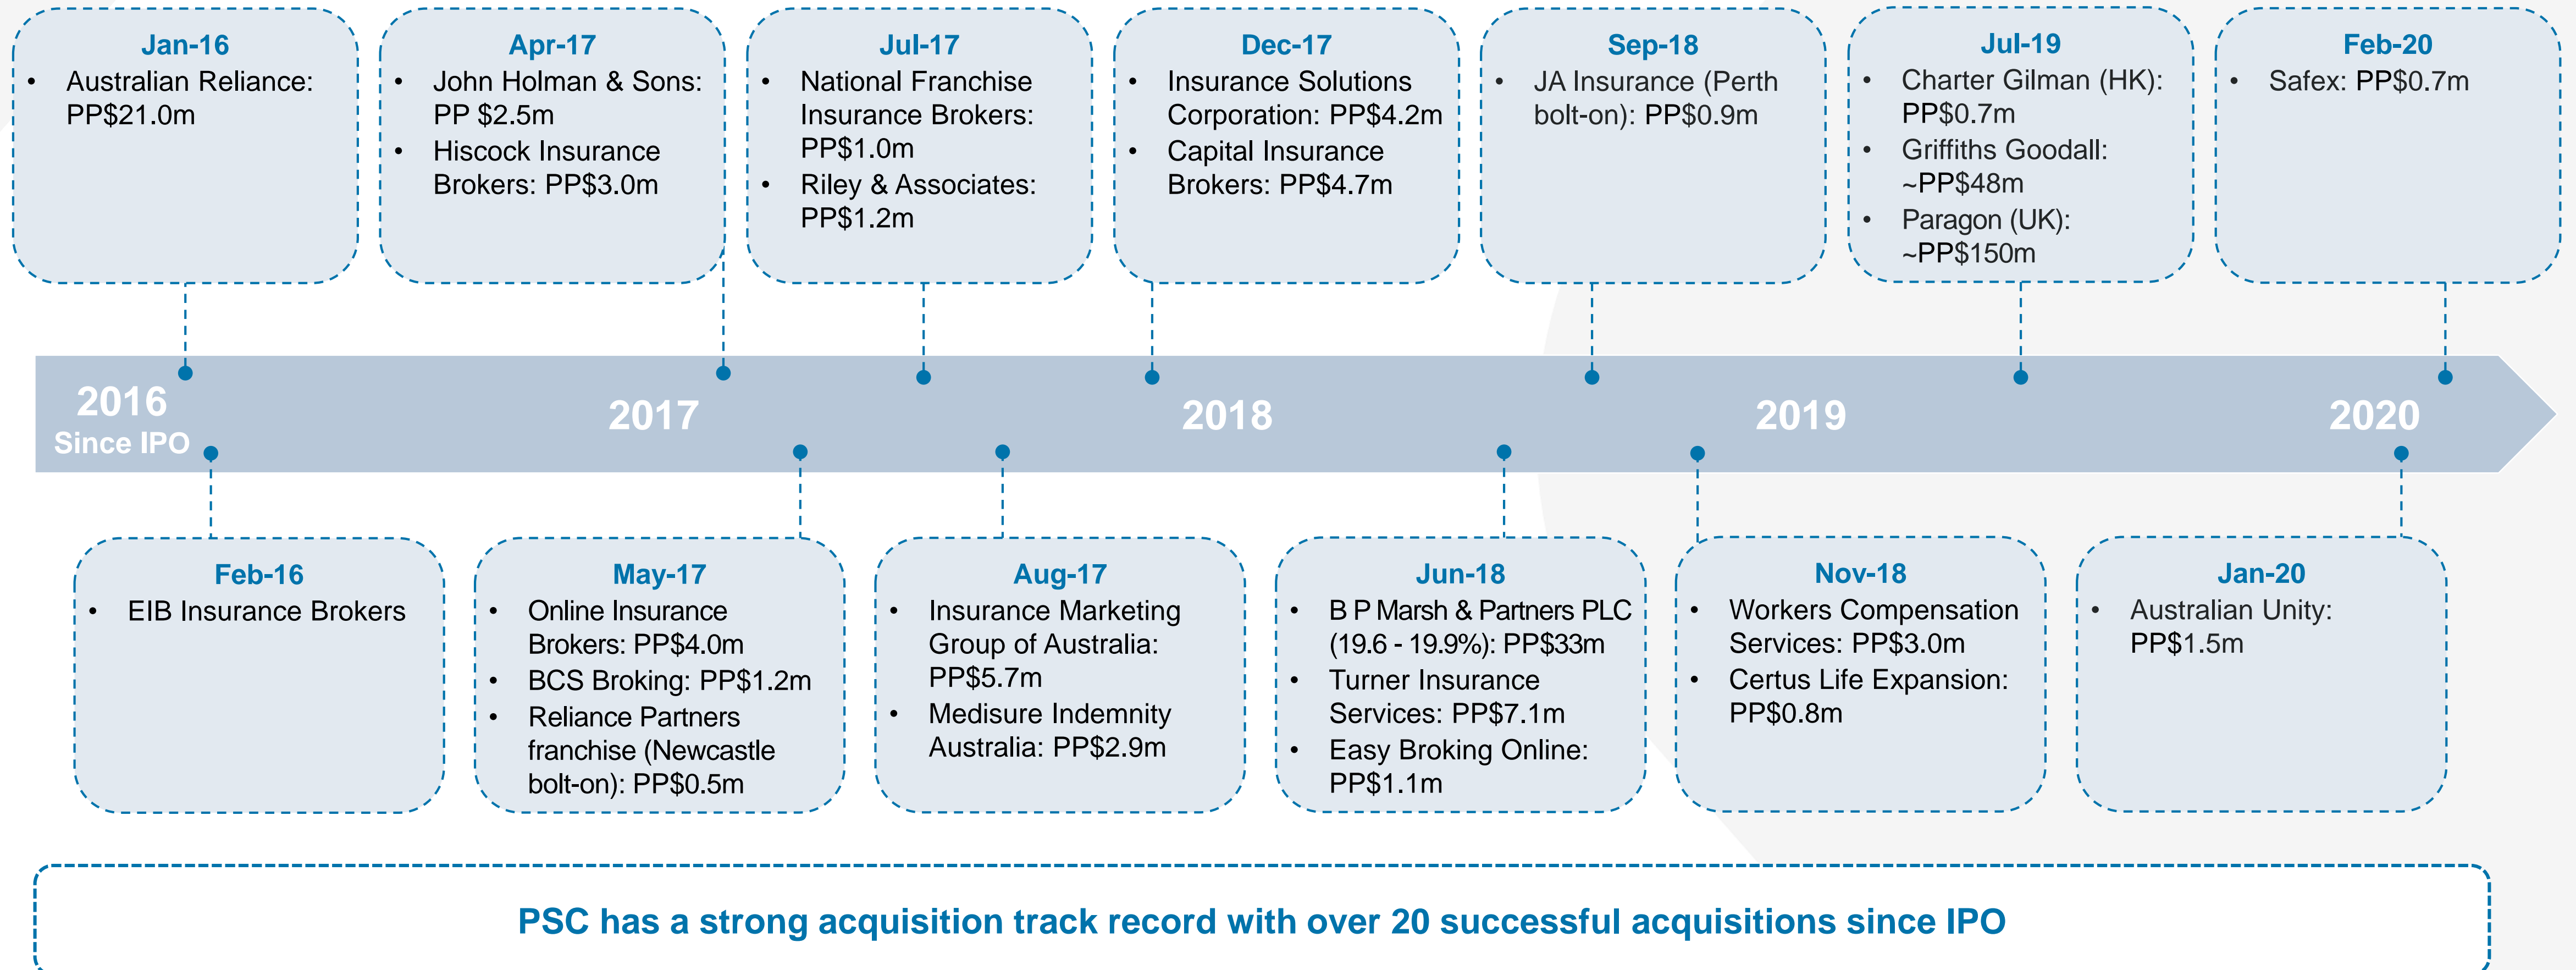 Jan-16
• Australian Reliance:
PP$21.0m
Apr-17
• John Holman & Sons:
PP $2.5m
• Hiscock Insurance
Brokers: PP$3.0m
Jul-17
• National Franchise
Insurance Brokers:
PP$1.0m
• Riley & Associates:
PP$1.2m
Dec-17
• Insurance Solutions
Corporation: PP$4.2m
• Capital Insurance
Brokers: PP$4.7m
Sep-18
• JA Insurance (Perth
bolt-on): PP$0.9m
Jul-19
• Charter Gilman (HK):
PP$0.7m
• Griffiths Goodall:
~PP$48m
• Paragon (UK):
~PP$150m
Feb-20
• Safex: PP$0.7m
2016
Since IPO
2017
2018
2019
2020
Feb-16
• EIB Insurance Brokers
May-17
• Online Insurance
Brokers: PP$4.0m
• BCS Broking: PP$1.2m
• Reliance Partners
franchise (Newcastle
bolt-on): PP$0.5m
Aug-17
• Insurance Marketing
Group of Australia:
PP$5.7m
• Medisure Indemnity
Australia: PP$2.9m
Jun-18
• B P Marsh & Partners PLC
(19.6 - 19.9%): PP$33m
• Turner Insurance
Services: PP$7.1m
• Easy Broking Online:
PP$1.1m
Nov-18
• Workers Compensation
Services: PP$3.0m
• Certus Life Expansion:
PP$0.8m
Jan-20
• Australian Unity:
PP$1.5m
PSC has a strong acquisition track record with over 20 successful acquisitions since IPO